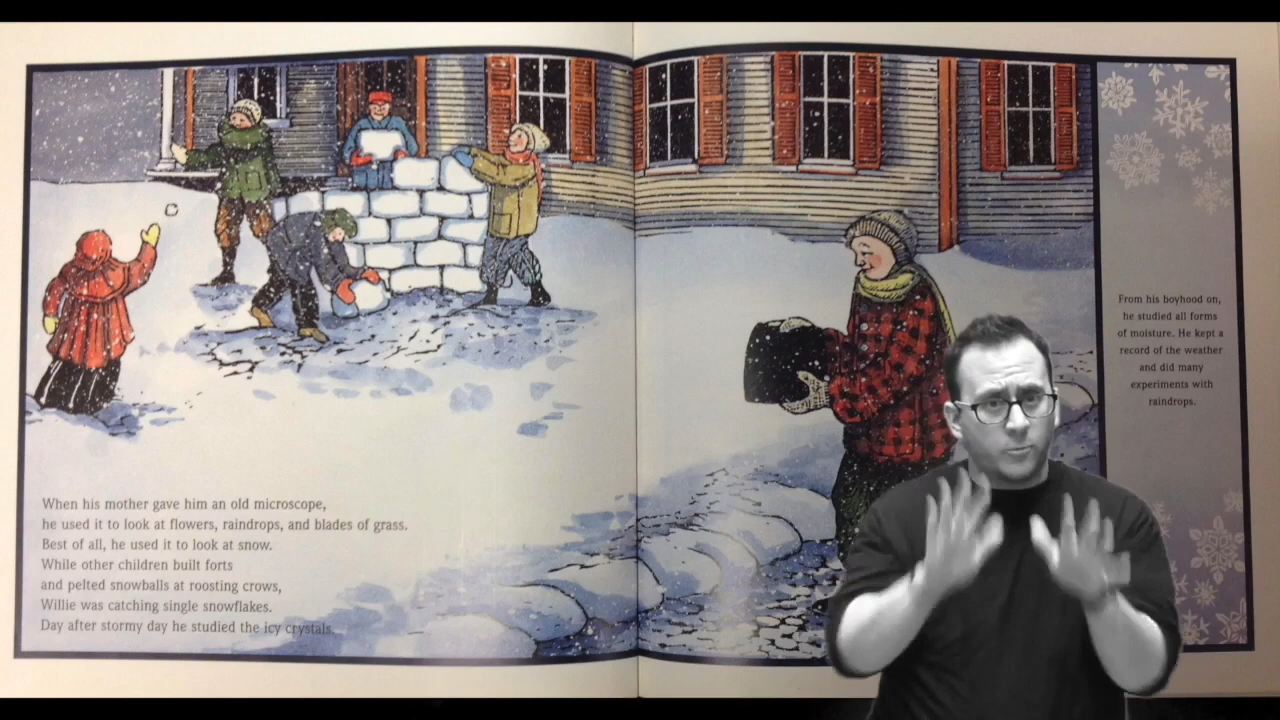 When his mother gave him an old microscope,
he used it to look at flowers, raindrops, and blades of grass.
Best of all, he used it to look at snow.
While other children built forts
and pelted snowballs at roosting crows,
Willie was catching single snowflakes.
Day after stormy day he studied the icy crystals.
From his boyhood on,
he studied all forms
of moisture. He kept a
record of the weather
and did many
experiments with
raindrops.